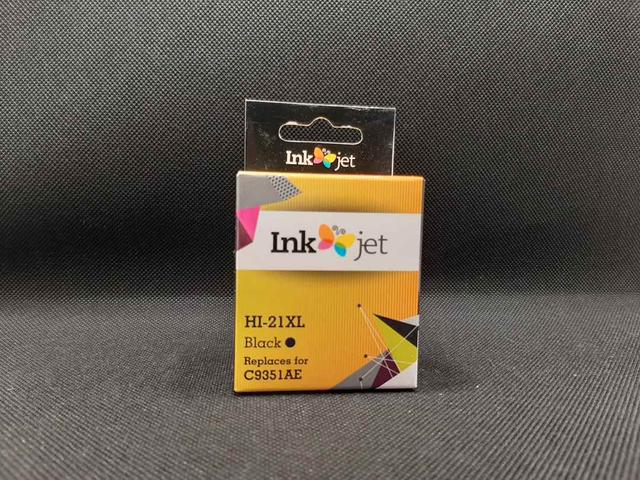 Ink jet
Ink jet
HI-21XL
Black
Replaces for
C9351AE